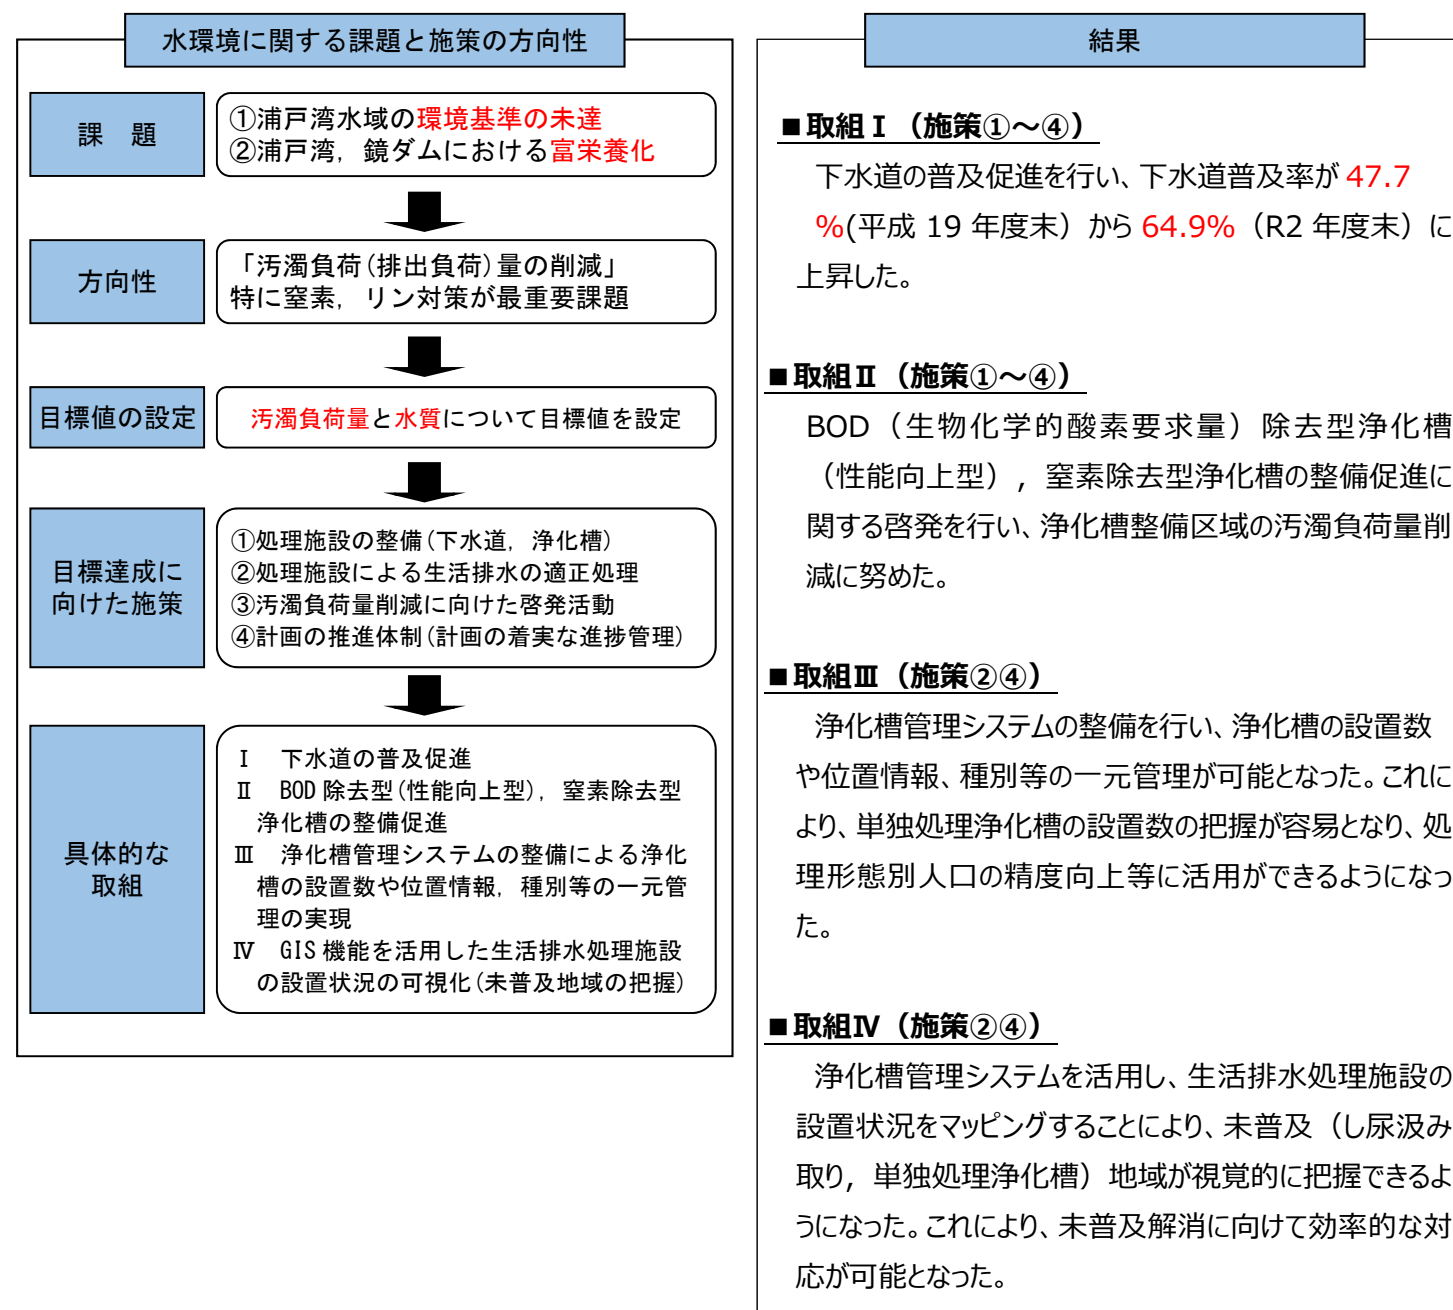 水環境に関する課題と施策の方向性
課　題
①浦戸湾水域の環境基準の未達
②浦戸湾，鏡ダムにおける富栄養化
方向性
「汚濁負荷(排出負荷)量の削減」
特に窒素，リン対策が最重要課題
目標値の設定
汚濁負荷量と水質について目標値を設定
目標達成に
向けた施策
①処理施設の整備(下水道，浄化槽)
②処理施設による生活排水の適正処理
③汚濁負荷量削減に向けた啓発活動
④計画の推進体制(計画の着実な進捗管理)
具体的な
取組
Ⅰ　下水道の普及促進
Ⅱ　BOD除去型(性能向上型)，窒素除去型
浄化槽の整備促進
Ⅲ　浄化槽管理システムの整備による浄化
槽の設置数や位置情報，種別等の一元管
理の実現
Ⅳ　GIS機能を活用した生活排水処理施設
の設置状況の可視化(未普及地域の把握)
結果
■取組Ⅰ（施策①～④）
下水道の普及促進を行い、下水道普及率が 47.7
%(平成 19 年度末）から 64.9%（R2 年度末）に
上昇した。
■取組Ⅱ（施策①～④）
BOD（生物化学的酸素要求量）除去型浄化槽
（性能向上型），窒素除去型浄化槽の整備促進に
関する啓発を行い、浄化槽整備区域の汚濁負荷量削
減に努めた。
■取組Ⅲ（施策②④）
浄化槽管理システムの整備を行い、浄化槽の設置数
や位置情報、種別等の一元管理が可能となった。これに
より、単独処理浄化槽の設置数の把握が容易となり、処
理形態別人口の精度向上等に活用ができるようになっ
た。
■取組Ⅳ（施策②④）
浄化槽管理システムを活用し、生活排水処理施設の
設置状況をマッピングすることにより、未普及（し尿汲み
取り，単独処理浄化槽）地域が視覚的に把握できるよ
うになった。これにより、未普及解消に向けて効率的な対
応が可能となった。